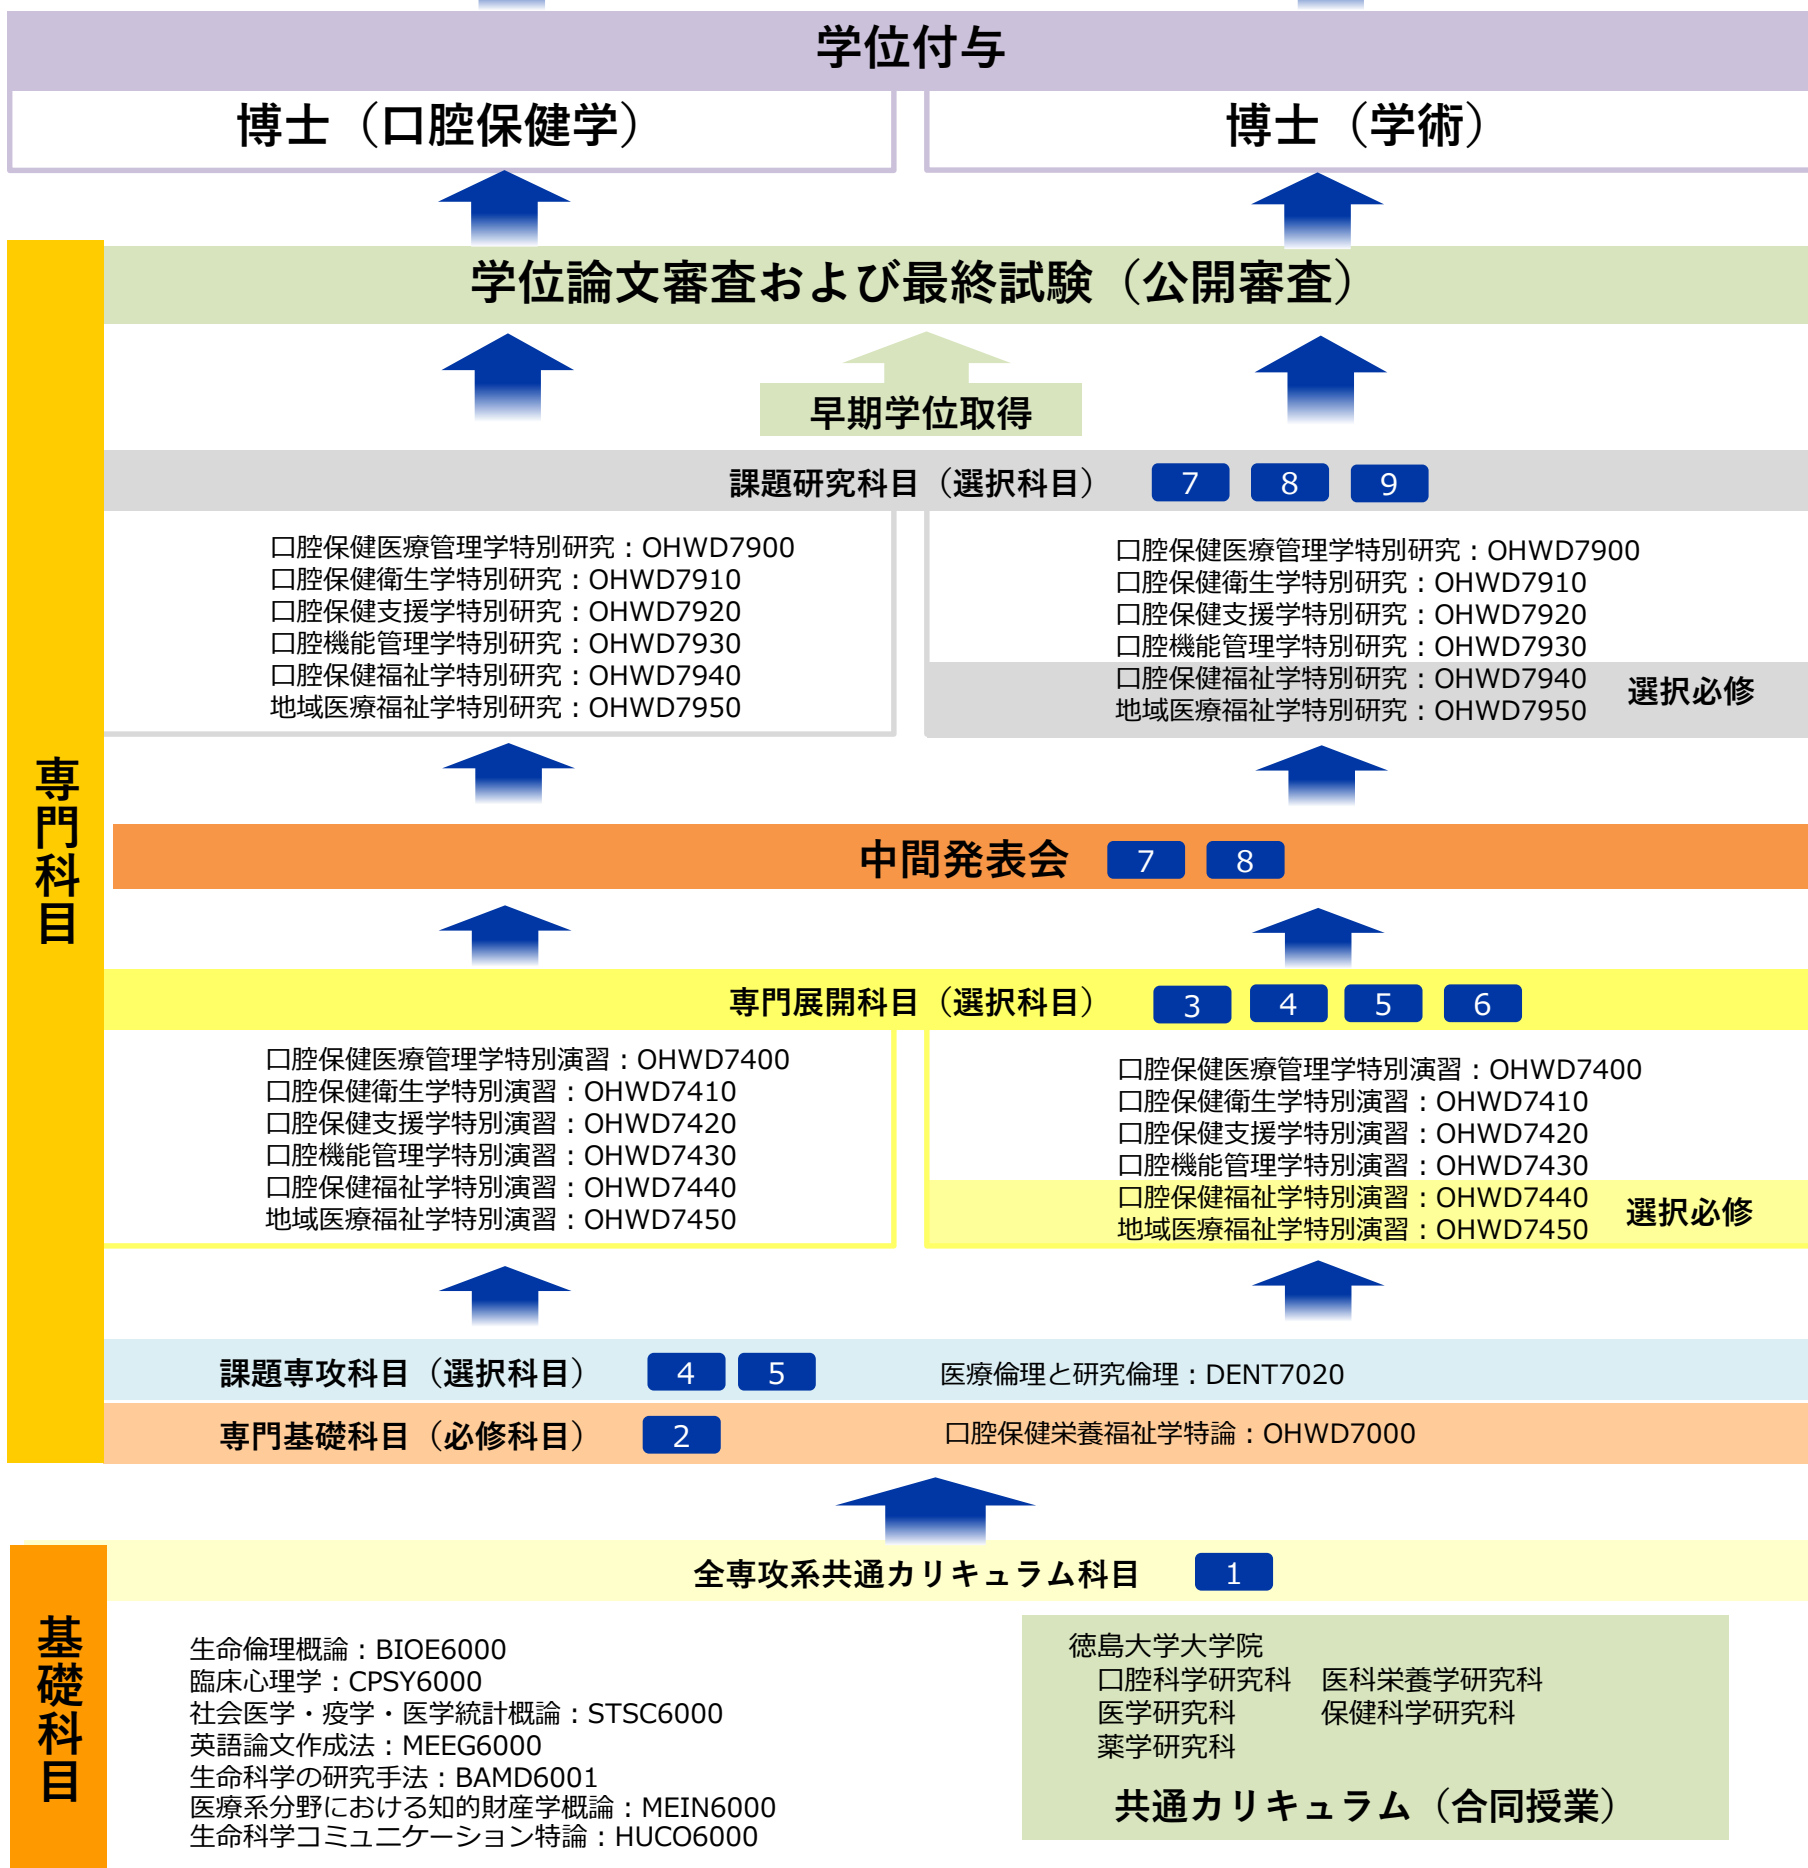 学位付与
博士（口腔保健学）
博士（学術）
学位論文審査および最終試験（公開審査）
早期学位取得
課題研究科目（選択科目） 7 8 9
口腔保健医療管理学特別研究：OHWD7900
口腔保健衛生学特別研究：OHWD7910
口腔保健支援学特別研究：OHWD7920
口腔機能管理学特別研究：OHWD7930
口腔保健福祉学特別研究：OHWD7940
地域医療福祉学特別研究：OHWD7950
口腔保健医療管理学特別研究：OHWD7900
口腔保健衛生学特別研究：OHWD7910
口腔保健支援学特別研究：OHWD7920
口腔機能管理学特別研究：OHWD7930
口腔保健福祉学特別研究：OHWD7940
地域医療福祉学特別研究：OHWD7950
選択必修
専門科目
中間発表会 7 8
専門展開科目（選択科目） 3 4 5 6
口腔保健医療管理学特別演習：OHWD7400
口腔保健衛生学特別演習：OHWD7410
口腔保健支援学特別演習：OHWD7420
口腔機能管理学特別演習：OHWD7430
口腔保健福祉学特別演習：OHWD7440
地域医療福祉学特別演習：OHWD7450
口腔保健医療管理学特別演習：OHWD7400
口腔保健衛生学特別演習：OHWD7410
口腔保健支援学特別演習：OHWD7420
口腔機能管理学特別演習：OHWD7430
口腔保健福祉学特別演習：OHWD7440
地域医療福祉学特別演習：OHWD7450
選択必修
課題専攻科目（選択科目） 4 5 医療倫理と研究倫理：DENT7020
専門基礎科目（必修科目） 2 口腔保健栄養福祉学特論：OHWD7000
全専攻系共通カリキュラム科目 1
基礎科目
生命倫理概論：BIOE6000
臨床心理学：CPSY6000
社会医学・疫学・医学統計概論：STSC6000
英語論文作成法：MEEG6000
生命科学の研究手法：BAMD6001
医療系分野における知的財産学概論：MEIN6000
生命科学コミュニケーション特論：HUCO6000
徳島大学大学院
口腔科学研究科 医科栄養学研究科
医学研究科 保健科学研究科
薬学研究科
共通カリキュラム（合同授業）